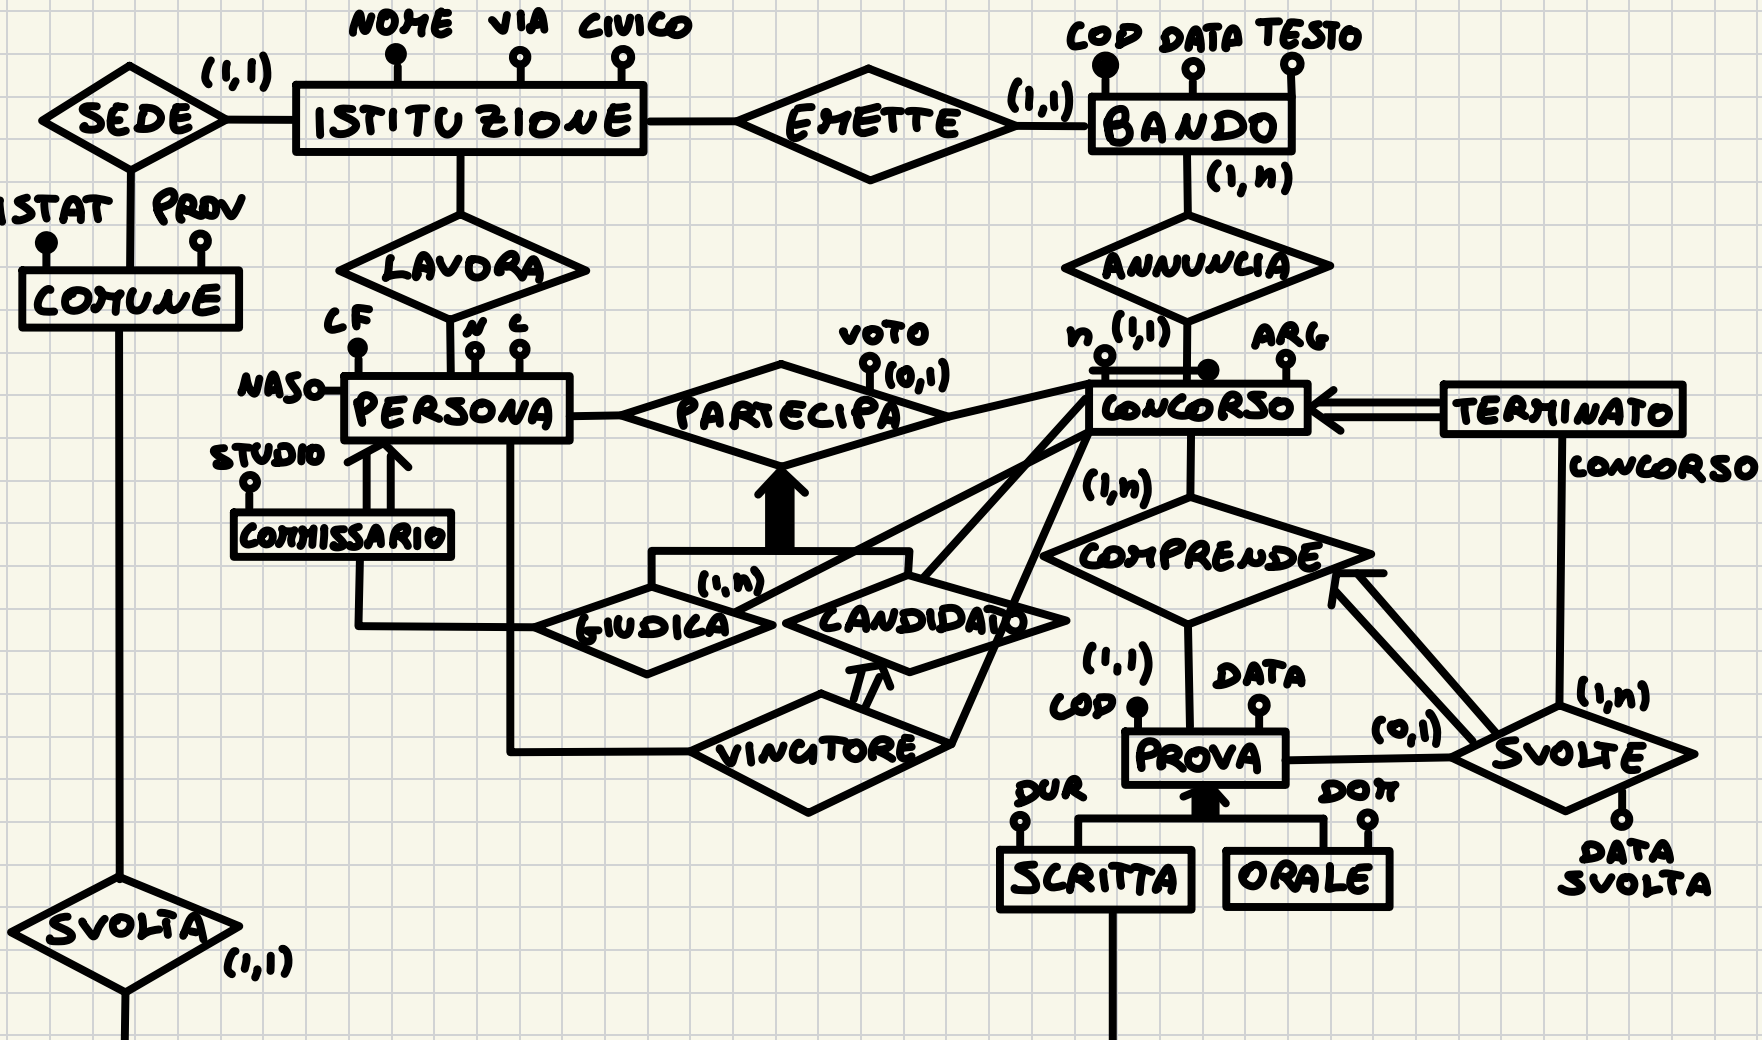 NOME VIA CIVICO
COD DATA TESTO
(1,1)
SEDE
ISTITUZIONE
EMETTE
(1,1)
BANDO
(1,n)
ISTAT PROV
COMUNE
LAVORA
ANNUNCIA
CF N C
VOTO
n (1,1) ARG
NAS
PERSONA
PARTECIPA
(0,1)
CONCORSO
TERMINATO
CONCORSO
STUDIO
COMMISSARIO
(1,n)
COMPRENDE
(1,n)
GIUDICA
CANDIDATO
(1,1)
COD
DATA
(1,n)
VINCITORE
PROVA
(0,1)
SVOLTE
DUR
DOM
SCRITTA
ORALE
DATA
SVOLTA
SVOLTA
(1,1)